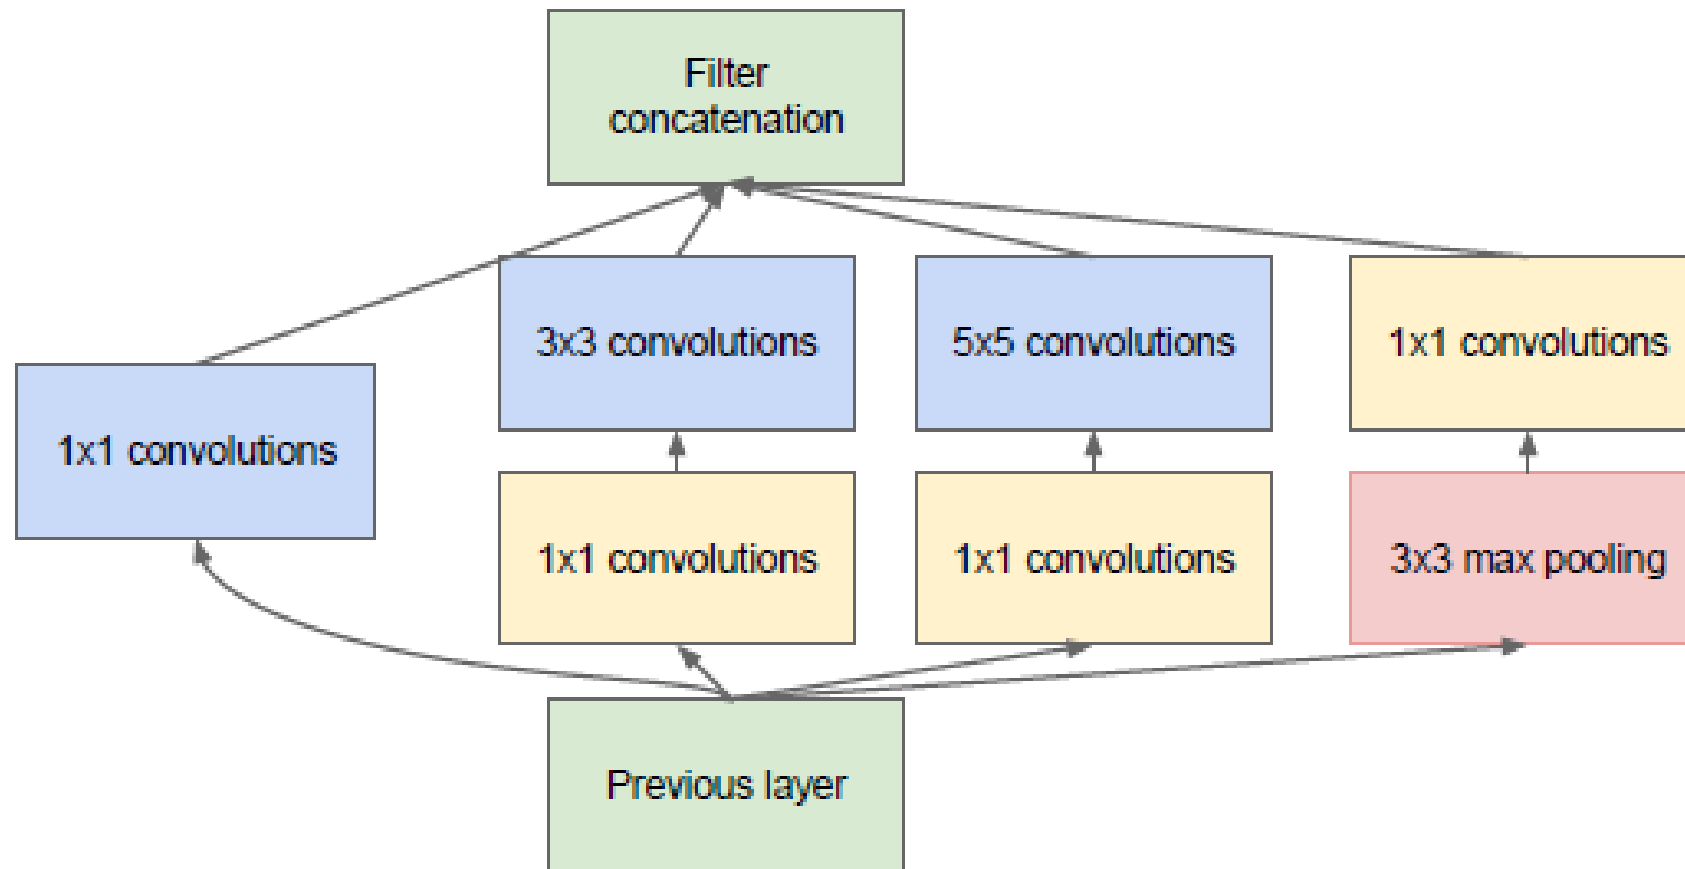 Filter
concatenation
3x3 convolutions
5x5 convolutions
1x1 convolutions
1x1 convolutions
1x1 convolutions
1x1 convolutions
3x3 max pooling
Previous layer